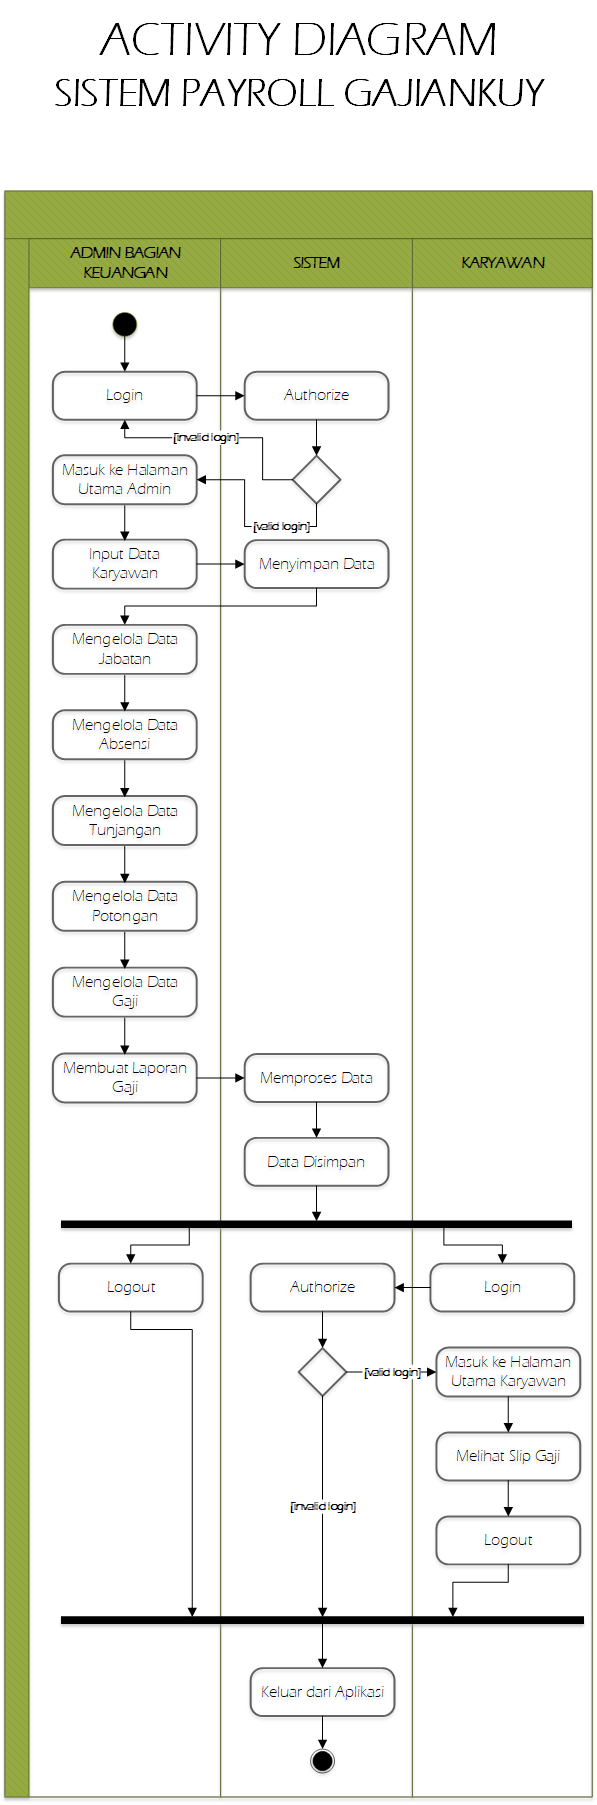 ACTIVITY DIAGRAM
SISTEM PAYROLL GAJIANKUY
ADMIN BAGIAN
KEUANGAN
SISTEM
KARYAWAN
Login
Authorize
[invalid login]
Masuk ke Halaman
Utama Admin
[valid login]
Input Data
Karyawan
Menyimpan Data
Mengelola Data
Jabatan
Mengelola Data
Absensi
Mengelola Data
Tunjangan
Mengelola Data
Potongan
Mengelola Data
Gaji
Membuat Laporan
Gaji
Memproses Data
Data Disimpan
Logout
Authorize
Login
[valid login]
Masuk ke Halaman
Utama Karyawan
Melihat Slip Gaji
[invalid login]
Logout
Keluar dari Aplikasi